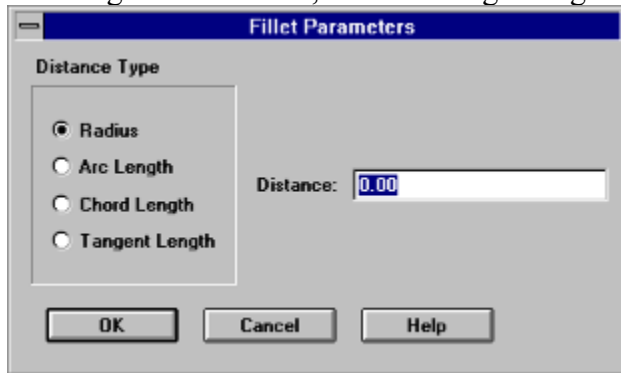 Fillet Parameters
Distance Type
Radius
Arc Length
Chord Length
Tangent Length
Distance: 0.00
OK Cancel Help